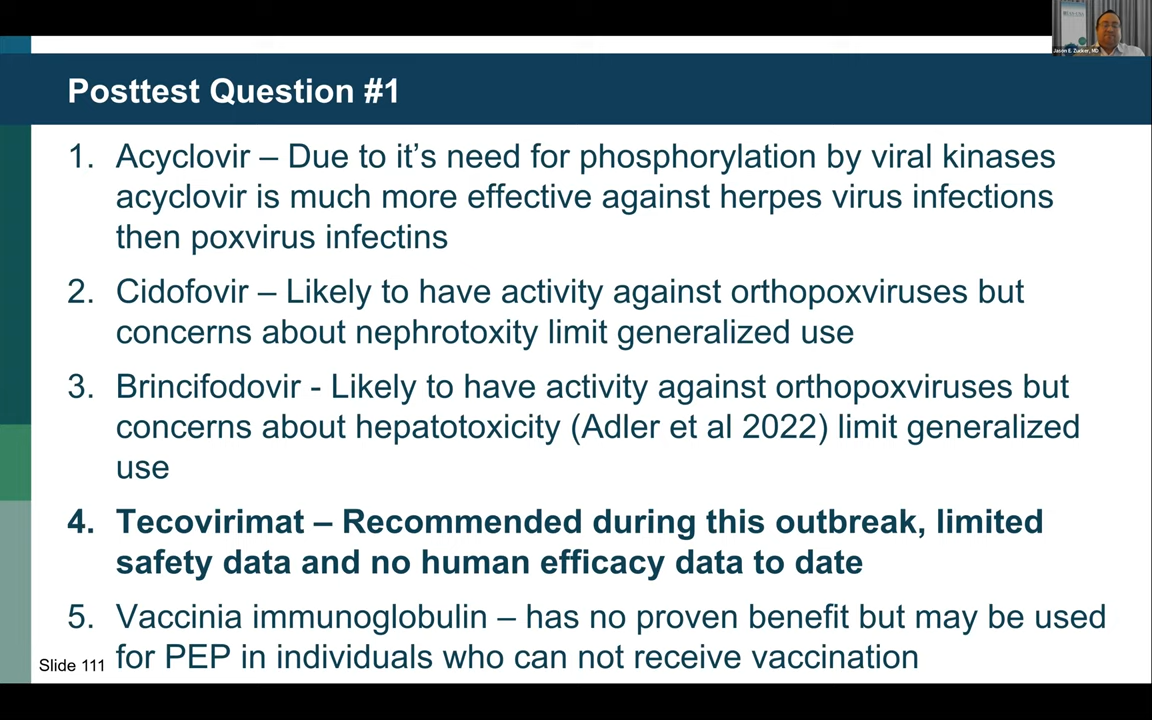 Jason E. Zucker, MD
Posttest Question #1
1. Acyclovir – Due to it's need for phosphorylation by viral kinases
acyclovir is much more effective against herpes virus infections
then poxvirus infectins
2. Cidofovir – Likely to have activity against orthopoxviruses but
concerns about nephrotoxity limit generalized use
3. Brincifodovir - Likely to have activity against orthopoxviruses but
concerns about hepatotoxicity (Adler et al 2022) limit generalized
use
4. Tecovirimat – Recommended during this outbreak, limited
safety data and no human efficacy data to date
5. Vaccinia immunoglobulin – has no proven benefit but may be used
for PEP in individuals who can not receive vaccination
Slide 111